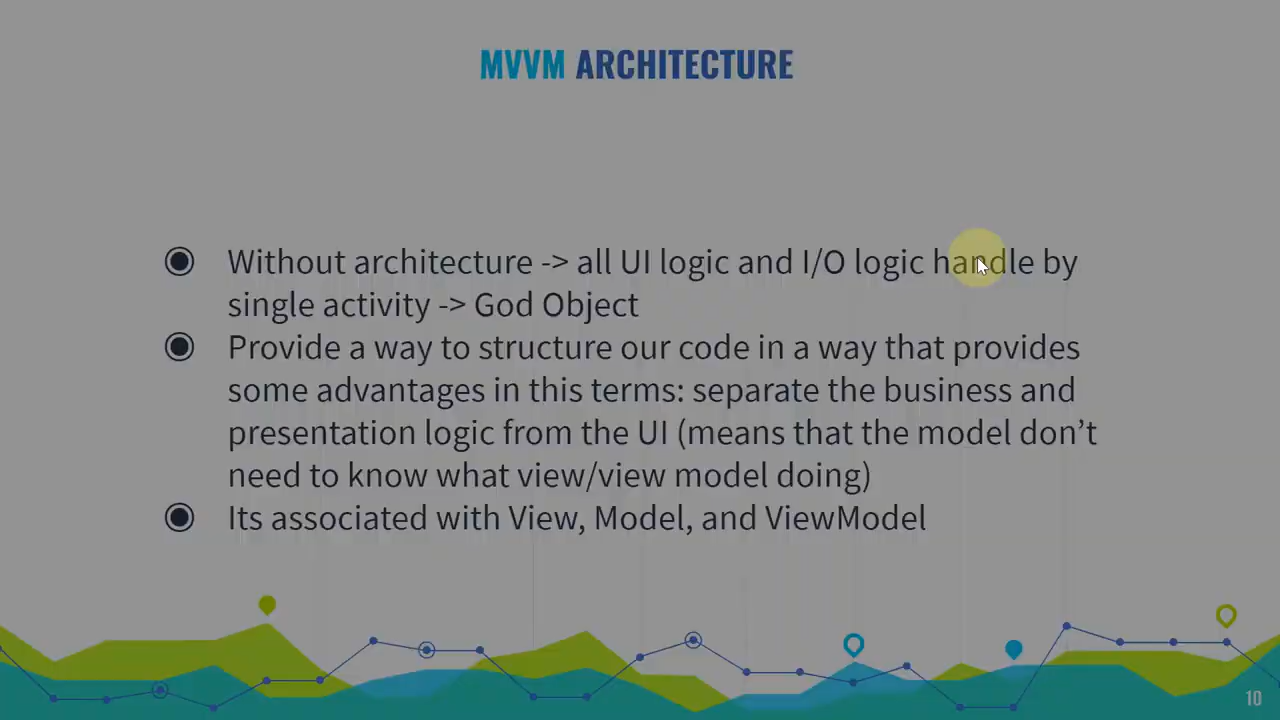 MVVM ARCHITECTURE
Without architecture -> all UI logic and I/O logic handle by
single activity -> God Object
Provide a way to structure our code in a way that provides
some advantages in this terms: separate the business and
presentation logic from the UI (means that the model don’t
need to know what view/view model doing)
Its associated with View, Model, and ViewModel
10